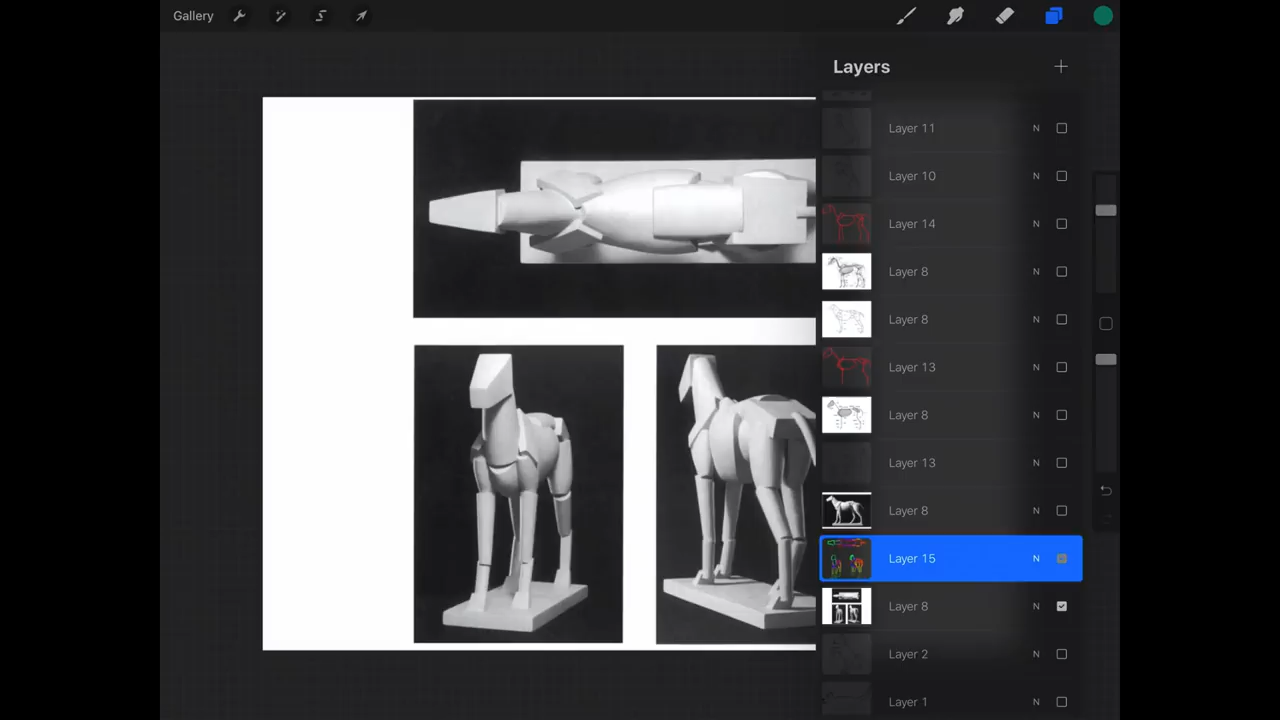 Gallery
Layers
Layer 11 N
Layer 10 N
Layer 14 N
Layer 8 N
Layer 8 N
Layer 13 N
Layer 8 N
Layer 13 N
Layer 8 N
Layer 15 N
Layer 8 N
Layer 2 N
Layer 1 N